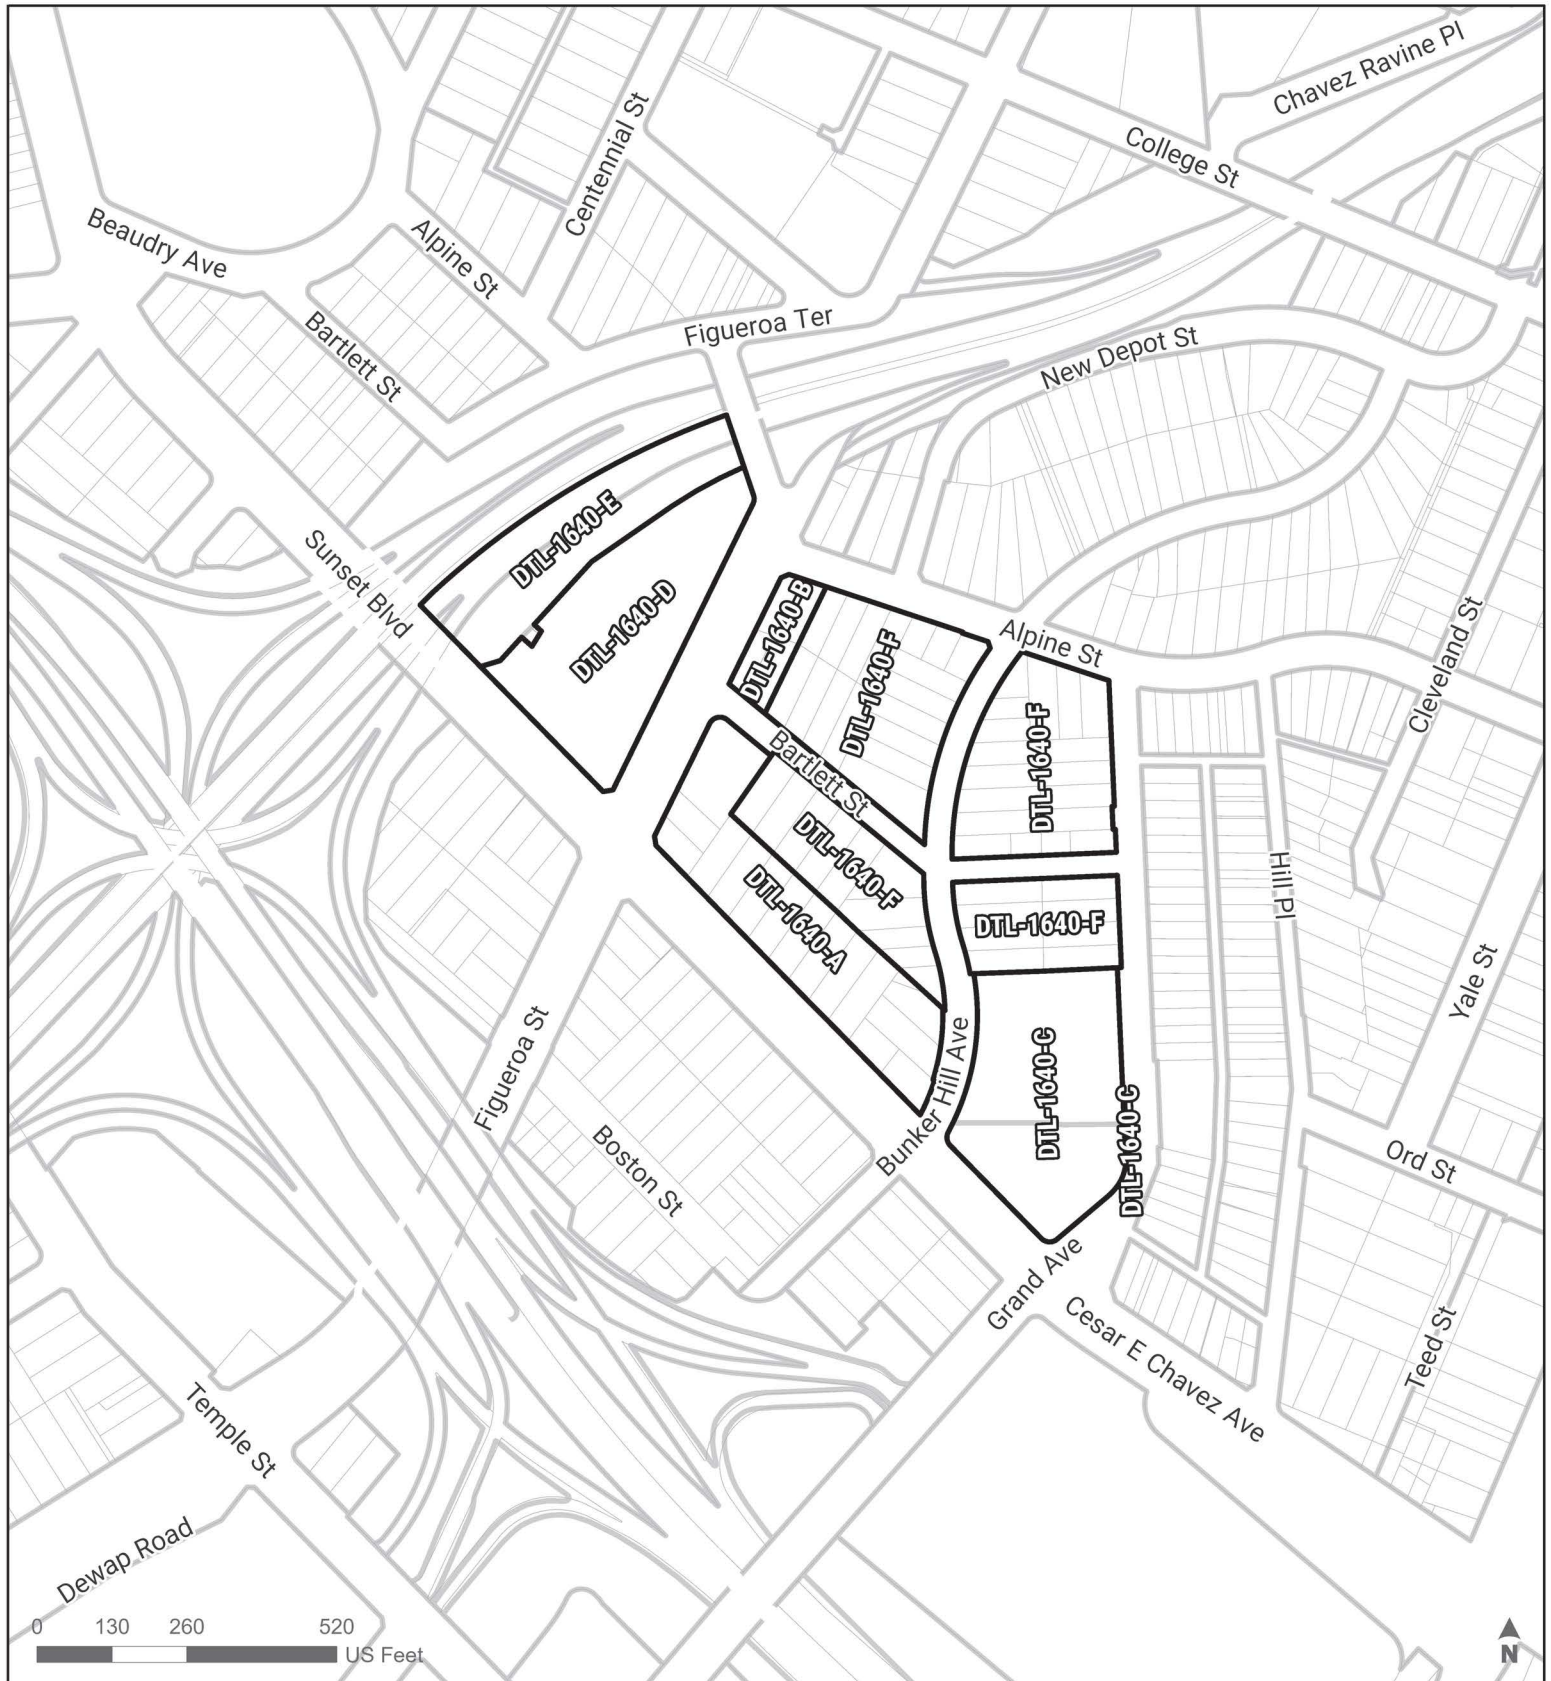 Chavez Ravine Pl
College St
Centennial St
Beaudry Ave
Alpine St
Figueroa Ter
New Depot St
Bartlett St
DTL-1640-E
Sunset Blvd
DTL-1640-D
DTL-1640-B
DTL-1640-F
Alpine St
Cleveland St
DTL-1640-F
Bartlett St
DTL-1640-F
DTL-1640-A
Hill Pl
DTL-1640-F
Yale St
Figueroa St
Bunker Hill Ave
DTL-1640-C
DTL-1640-C
Boston St
Ord St
Grand Ave
Cesar E Chavez Ave
Teed St
Temple St
Dewap Road
0 130 260 520
US Feet
N